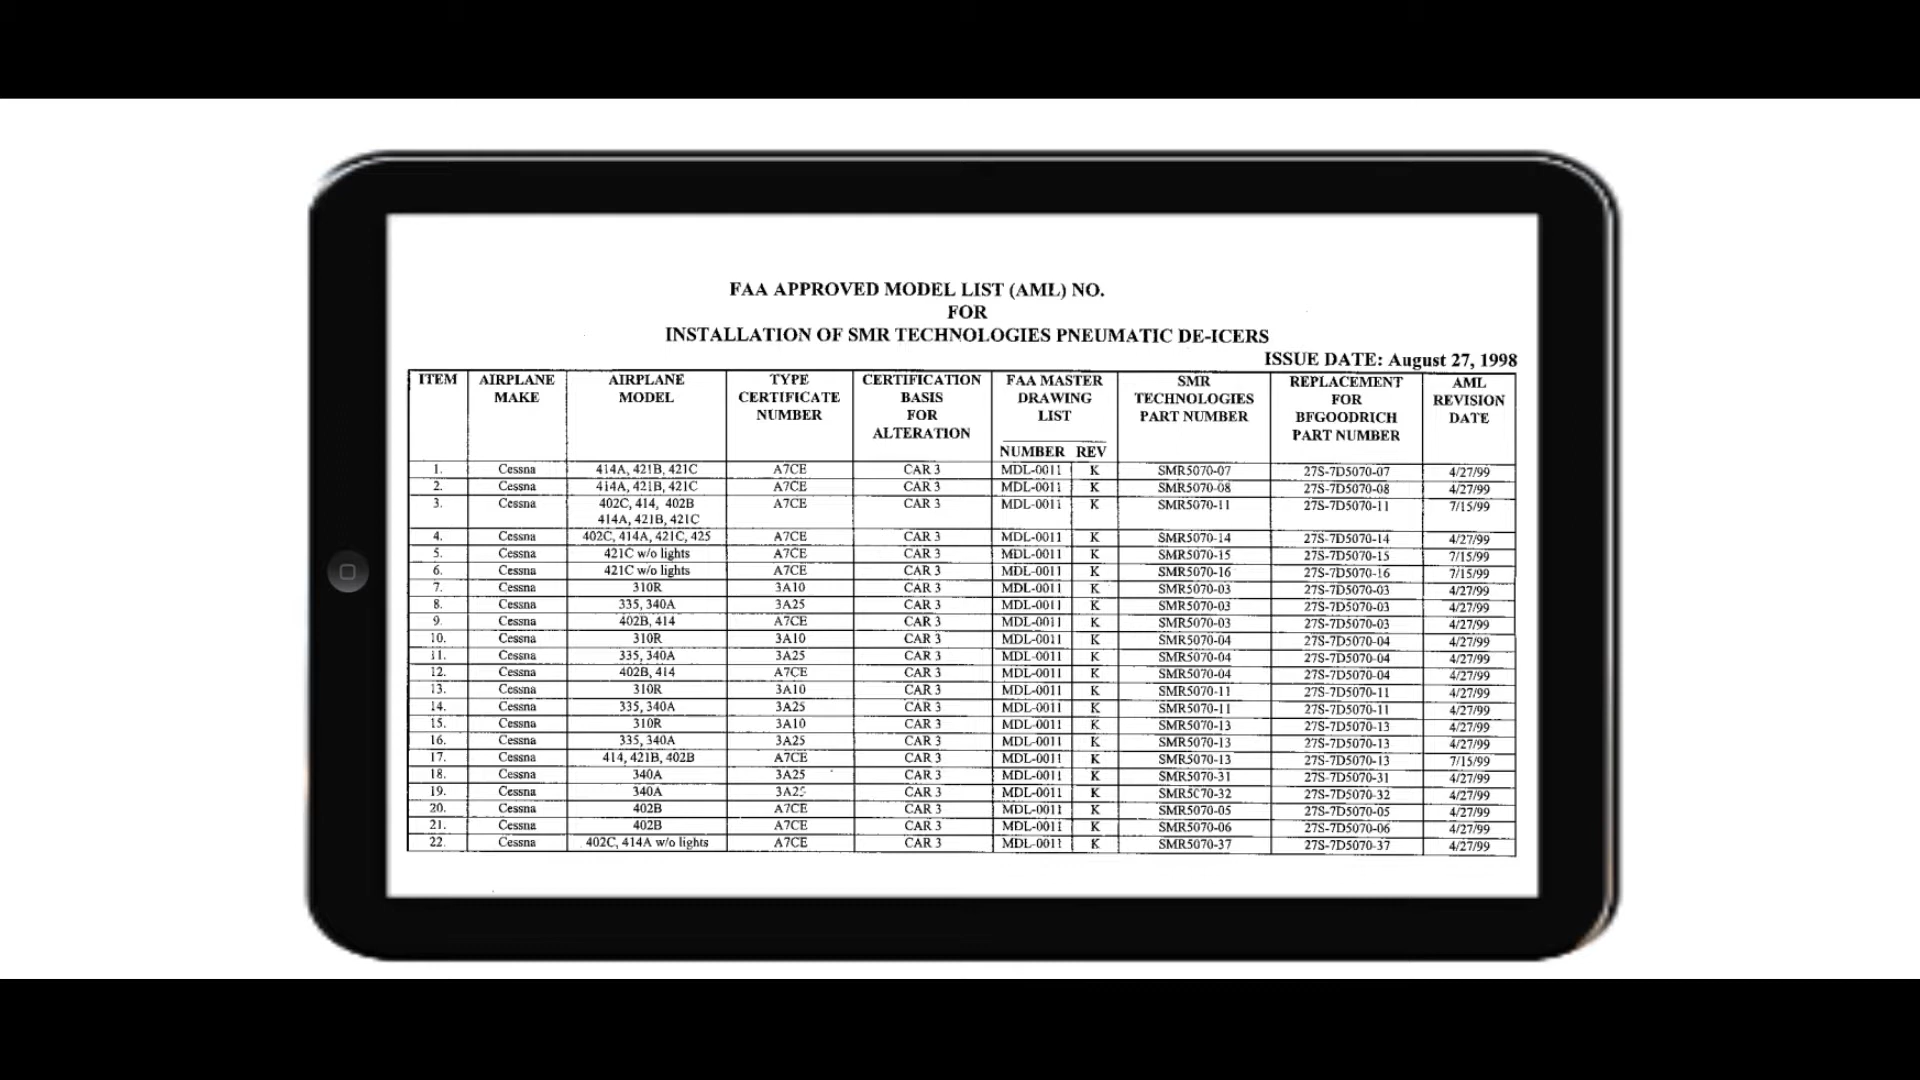 FAA APPROVED MODEL LIST (AML) NO.
FOR
INSTALLATION OF SMR TECHNOLOGIES PNEUMATIC DE-ICERS
ISSUE DATE: August 27, 1998
ITEM AIRPLANE MAKE AIRPLANE MODEL TYPE CERTIFICATE NUMBER CERTIFICATION BASIS FOR ALTERATION FAA MASTER DRAWING LIST SMR TECHNOLOGIES PART NUMBER REPLACEMENT FOR BFGOODRICH PART NUMBER AML REVISION DATE
NUMBER REV
1. Cessna 414A, 421B, 421C A7CE CAR 3 MDL-0011 K SMR5070-07 27S-7D5070-07 4/27/99
2. Cessna 414A, 421B, 421C A7CE CAR 3 MDL-0011 K SMR5070-08 27S-7D5070-08 4/27/99
3. Cessna 402C, 414, 402B A7CE CAR 3 MDL-0011 K SMR5070-11 27S-7D5070-11 7/15/99
414A, 421B, 421C
4. Cessna 402C, 414A, 421C, 425 A7CE CAR 3 MDL-0011 K SMR5070-14 27S-7D5070-14 4/27/99
5. Cessna 421C w/o lights A7CE CAR 3 MDL-0011 K SMR5070-15 27S-7D5070-15 7/15/99
6. Cessna 421C w/o lights A7CE CAR 3 MDL-0011 K SMR5070-16 27S-7D5070-16 7/15/99
7. Cessna 310R 3A10 CAR 3 MDL-0011 K SMR5070-03 27S-7D5070-03 4/27/99
8. Cessna 335, 340A 3A25 CAR 3 MDL-0011 K SMR5070-03 27S-7D5070-03 4/27/99
9. Cessna 402B, 414 A7CE CAR 3 MDL-0011 K SMR5070-03 27S-7D5070-03 4/27/99
10. Cessna 310R 3A10 CAR 3 MDL-0011 K SMR5070-04 27S-7D5070-04 4/27/99
11. Cessna 335, 340A 3A25 CAR 3 MDL-0011 K SMR5070-04 27S-7D5070-04 4/27/99
12. Cessna 402B, 414 A7CE CAR 3 MDL-0011 K SMR5070-04 27S-7D5070-04 4/27/99
13. Cessna 310R 3A10 CAR 3 MDL-0011 K SMR5070-11 27S-7D5070-11 4/27/99
14. Cessna 335, 340A 3A25 CAR 3 MDL-0011 K SMR5070-11 27S-7D5070-11 4/27/99
15. Cessna 310R 3A10 CAR 3 MDL-0011 K SMR5070-13 27S-7D5070-13 4/27/99
16. Cessna 335, 340A 3A25 CAR 3 MDL-0011 K SMR5070-13 27S-7D5070-13 4/27/99
17. Cessna 414, 421B, 402B A7CE CAR 3 MDL-0011 K SMR5070-13 27S-7D5070-13 7/15/99
18. Cessna 340A 3A25 CAR 3 MDL-0011 K SMR5070-31 27S-7D5070-31 4/27/99
19. Cessna 340A 3A25 CAR 3 MDL-0011 K SMR5070-32 27S-7D5070-32 4/27/99
20. Cessna 402B A7CE CAR 3 MDL-0011 K SMR5070-05 27S-7D5070-05 4/27/99
21. Cessna 402B A7CE CAR 3 MDL-0011 K SMR5070-06 27S-7D5070-06 4/27/99
22. Cessna 402C, 414A w/o lights A7CE CAR 3 MDL-0011 K SMR5070-37 27S-7D5070-37 4/27/99